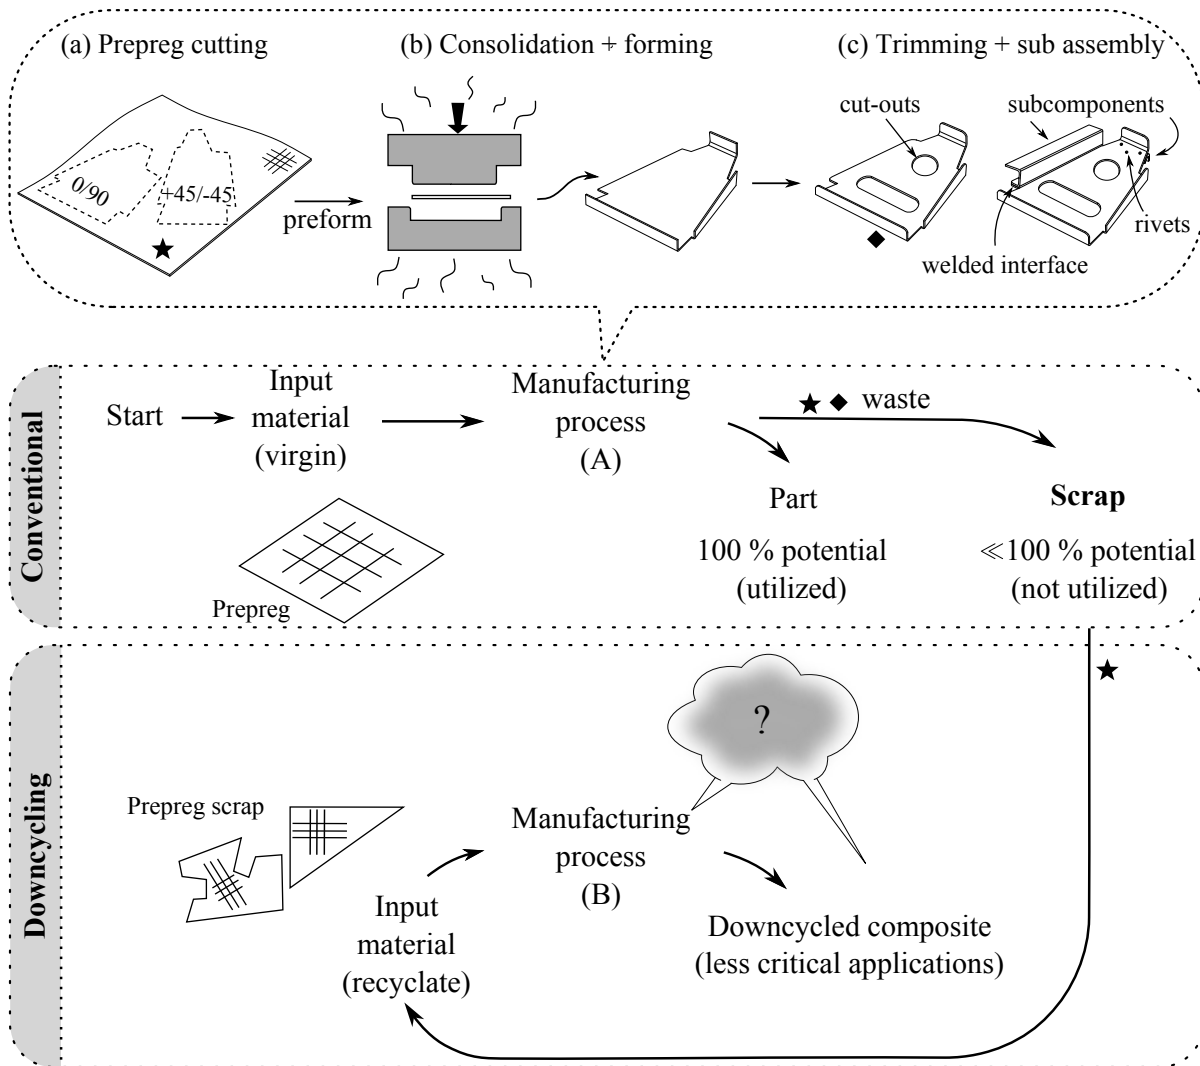 (a) Prepreg cutting
(b) Consolidation + forming
(c) Trimming + sub assembly
cut-outs
subcomponents
0/90
+45/-45
preform
rivets
welded interface
Conventional
Start
Input
material
(virgin)
Manufacturing
process
(A)
waste
Part
100 % potential
(utilized)
Scrap
≪100 % potential
(not utilized)
Prepreg
Downcycling
?
Prepreg scrap
Manufacturing
process
(B)
Input
material
(recyclate)
Downcycled composite
(less critical applications)